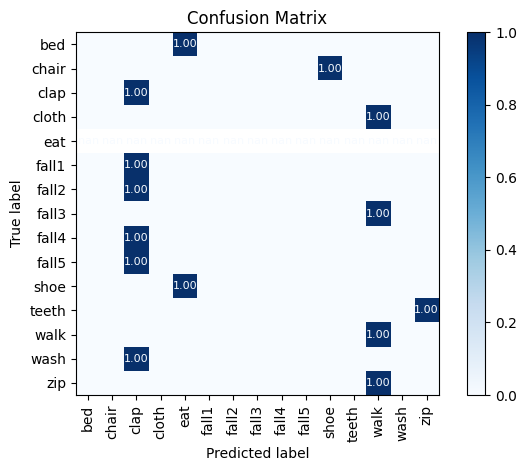 Confusion Matrix
True label
bed 1.00
chair 1.00
clap 1.00
cloth 1.00
eat
fall1 1.00
fall2 1.00
fall3 1.00
fall4 1.00
fall5 1.00
shoe 1.00
teeth 1.00
walk 1.00
wash 1.00
zip 1.00
bed chair clap cloth eat fall1 fall2 fall3 fall4 fall5 shoe teeth walk wash zip
Predicted label
1.0
0.8
0.6
0.4
0.2
0.0